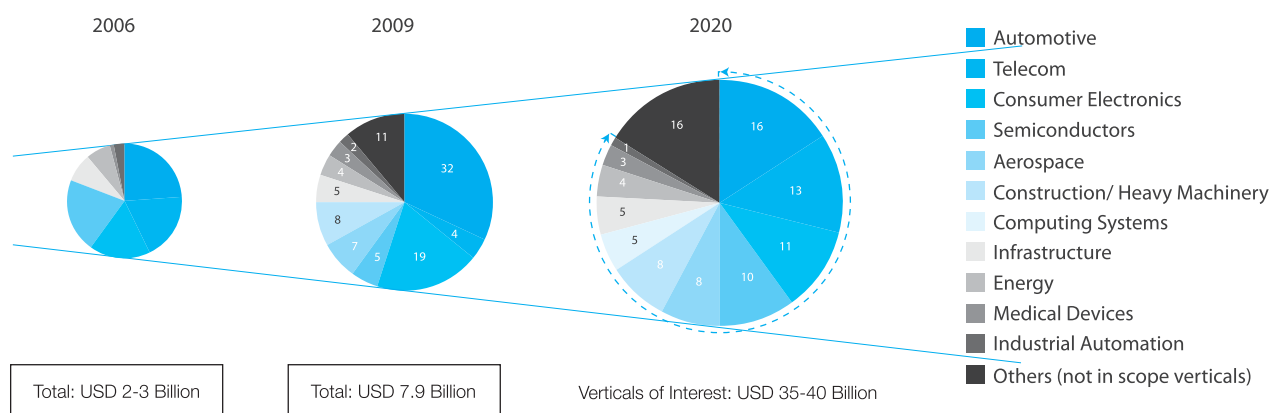 2006
2009
2020
11
2
3
4
5
8
7
5
19
4
32
16
1
3
4
5
5
8
8
10
11
13
16
Automotive
Telecom
Consumer Electronics
Semiconductors
Aerospace
Construction/ Heavy Machinery
Computing Systems
Infrastructure
Energy
Medical Devices
Industrial Automation
Others (not in scope verticals)
Total: USD 2-3 Billion
Total: USD 7.9 Billion
Verticals of Interest: USD 35-40 Billion